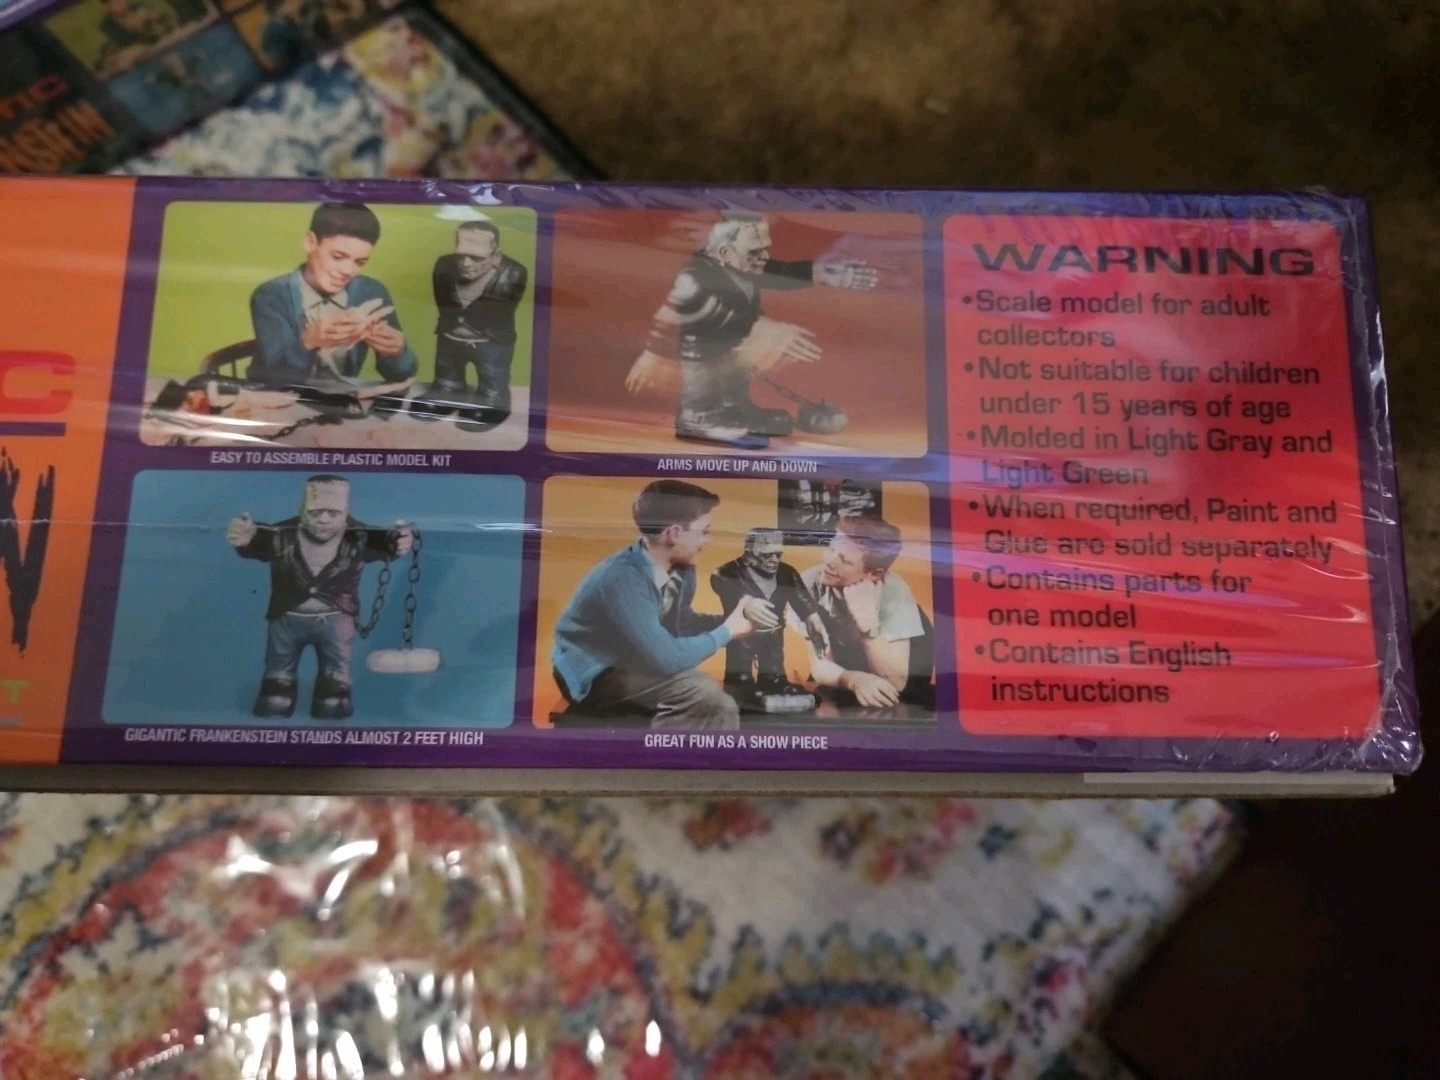 NSTEIN
C
N
T
EASY TO ASSEMBLE PLASTIC MODEL KIT
ARMS MOVE UP AND DOWN
GIGANTIC FRANKENSTEIN STANDS ALMOST 2 FEET HIGH
GREAT FUN AS A SHOW PIECE
WARNING
•Scale model for adult
collectors
•Not suitable for children
under 15 years of age
•Molded in Light Gray and
Light Green
•When required, Paint and
Glue are sold separately
•Contains parts for
one model
•Contains English
instructions